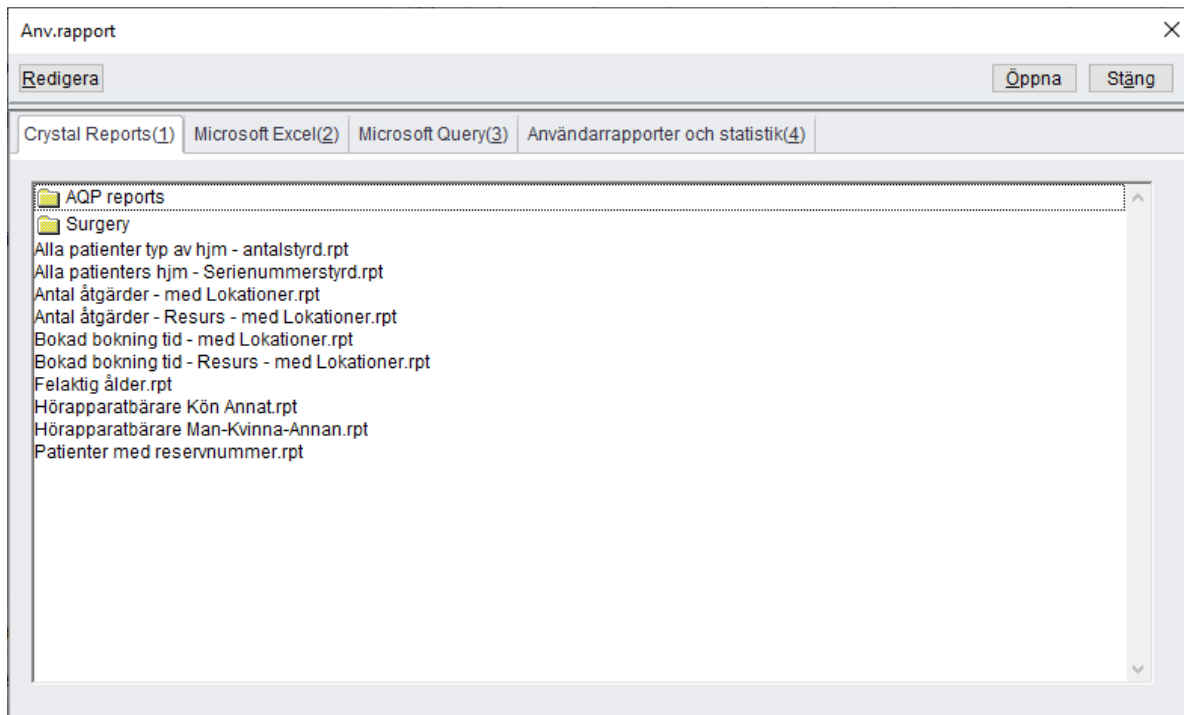 Anv.rapport
Redigera Öppna Stäng
Crystal Reports(1) Microsoft Excel(2) Microsoft Query(3) Användarrapporter och statistik(4)
AQP reports
Surgery
Alla patienter typ av hjm - antalstyrd.rpt
Alla patienters hjm - Serienummerstyrd.rpt
Antal åtgärder - med Lokationer.rpt
Antal åtgärder - Resurs - med Lokationer.rpt
Bokad bokning tid - med Lokationer.rpt
Bokad bokning tid - Resurs - med Lokationer.rpt
Felaktig ålder.rpt
Hörapparatbärare Kön Annat.rpt
Hörapparatbärare Man-Kvinna-Annan.rpt
Patienter med reservnummer.rpt